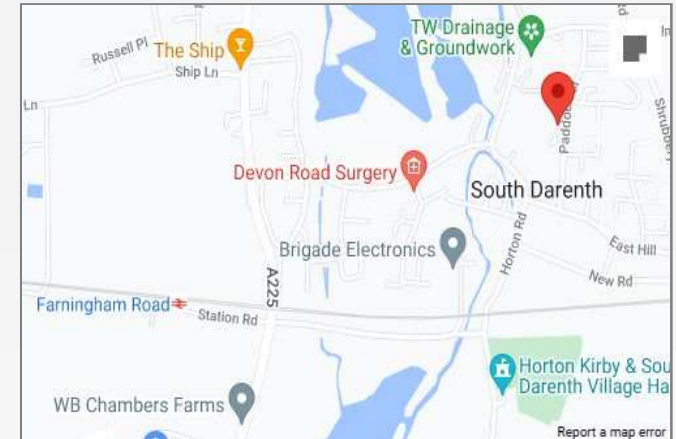 TW Drainage
& Groundwork
Russell Pl
The Ship
Ship Ln
Ln
Paddoc
Shrubbery
Devon Road Surgery
South Darenth
Brigade Electronics
Horton Rd
East Hill
New Rd
A225
Farningham Road
Station Rd
Horton Kirby & Sou
Darenth Village Ha
WB Chambers Farms
Report a map error